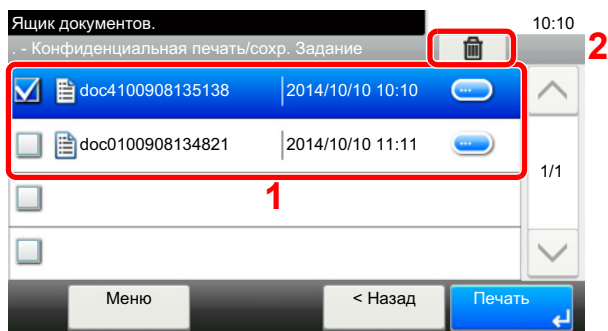 Ящик документов.
10:10
. - Конфиденциальная печать/сохр. Задание
2
doc4100908135138 2014/10/10 10:10
doc0100908134821 2014/10/10 11:11
1/1
1
Меню < Назад Печать